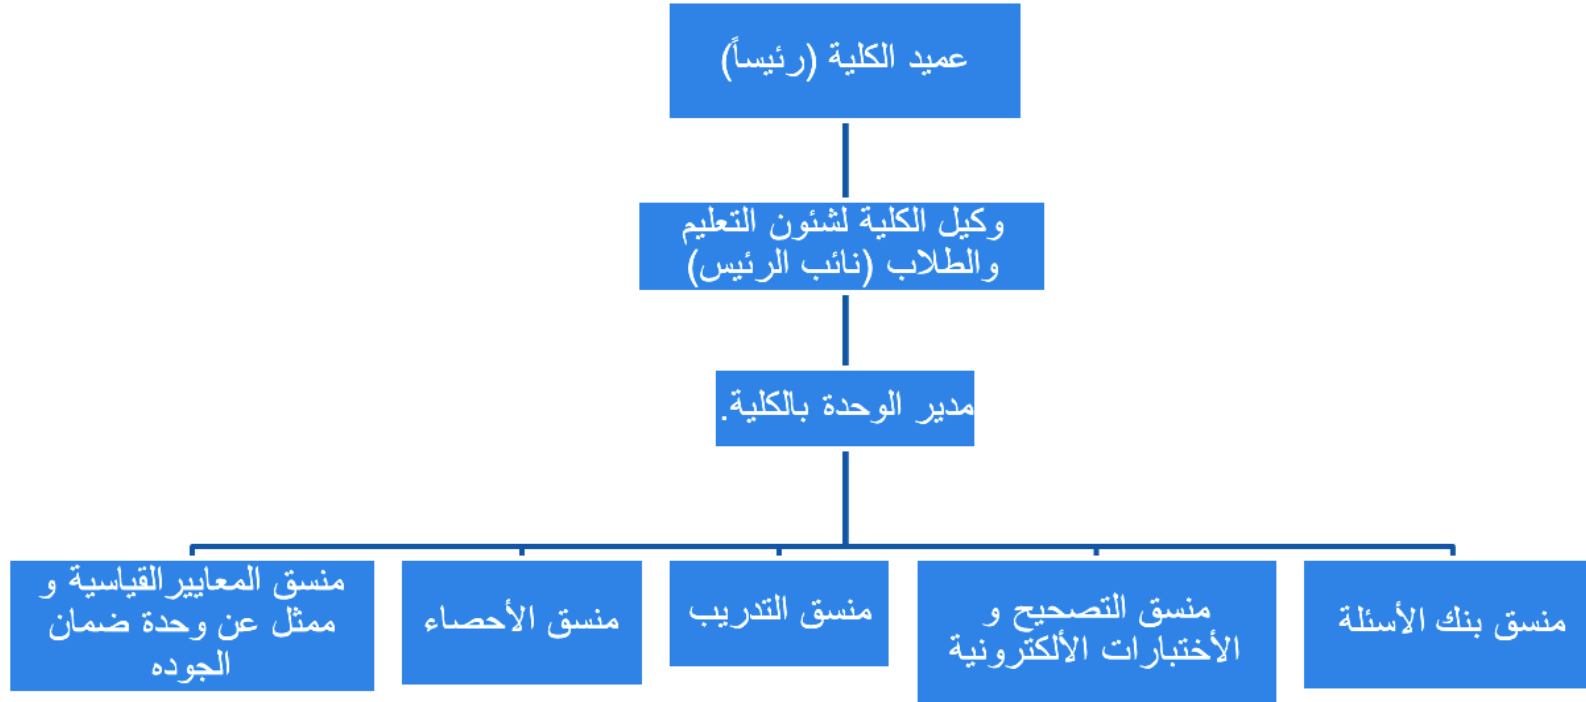 عميد الكلية (رئيساً)
وكيل الكلية لشئون التعليم
والطلاب (نائب الرئيس)
مدير الوحدة بالكلية.
منسق بنك الأسئلة
منسق التصحيح و
الأختبارات الألكترونية
منسق التدريب
منسق الأحصاء
منسق المعاييرالقياسية و
ممثل عن وحدة ضمان
الجوده